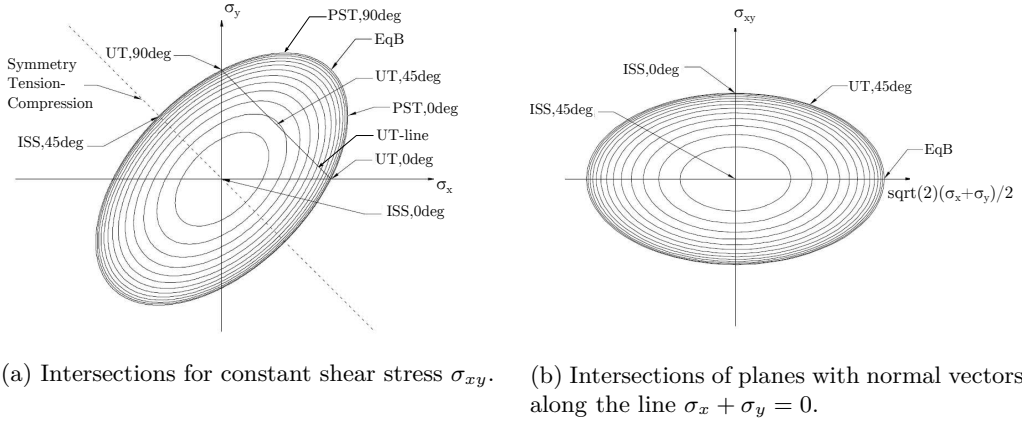 σy
PST,90deg
EqB
UT,90deg
UT,45deg
Symmetry
Tension-
Compression
PST,0deg
ISS,45deg
UT-line
UT,0deg
σx
ISS,0deg
(a) Intersections for constant shear stress σxy.
σxy
ISS,0deg
UT,45deg
ISS,45deg
EqB
sqrt(2)(σx+σy)/2
(b) Intersections of planes with normal vectors
along the line σx + σy = 0.